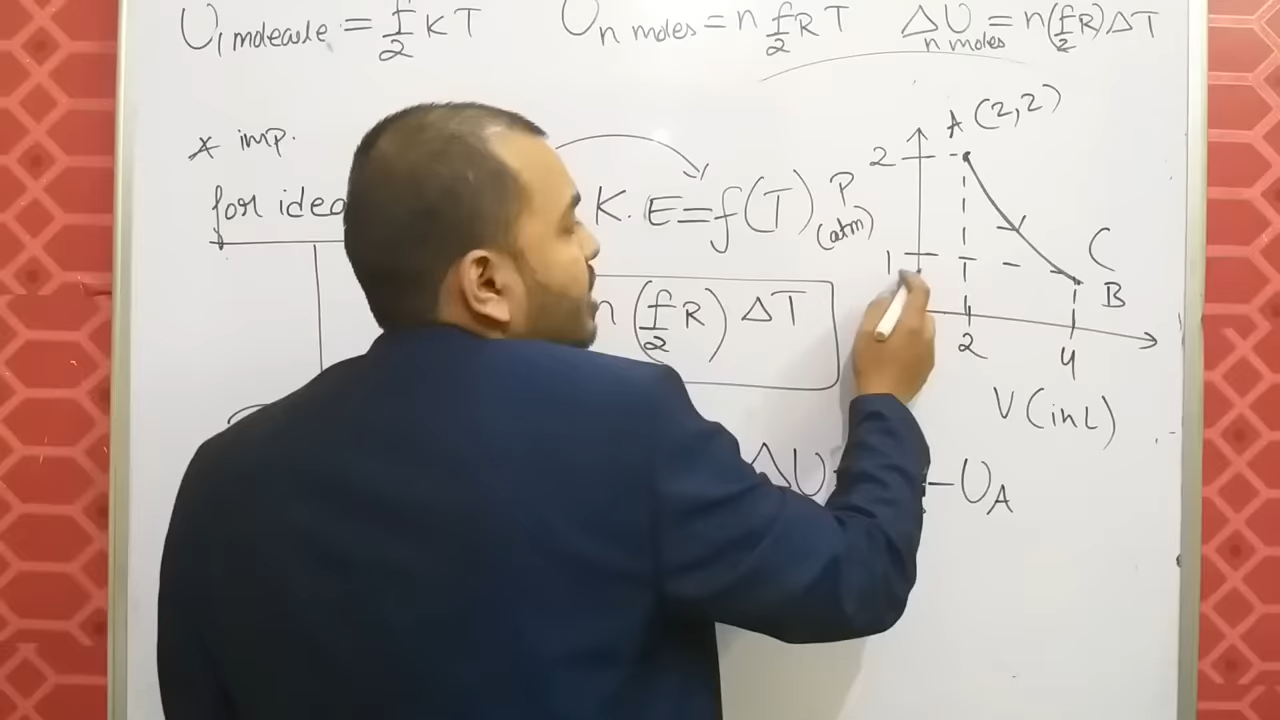 U1 molecule = f/2 KT
Un moles = n f/2 RT
ΔU n moles = n(f/2 R)ΔT
* imp.
for idea
K.E = f(T)
n (f/2 R) ΔT
ΔU
- UA
A (2,2)
2
P
(atm)
1
C
B
2
4
V (in L)